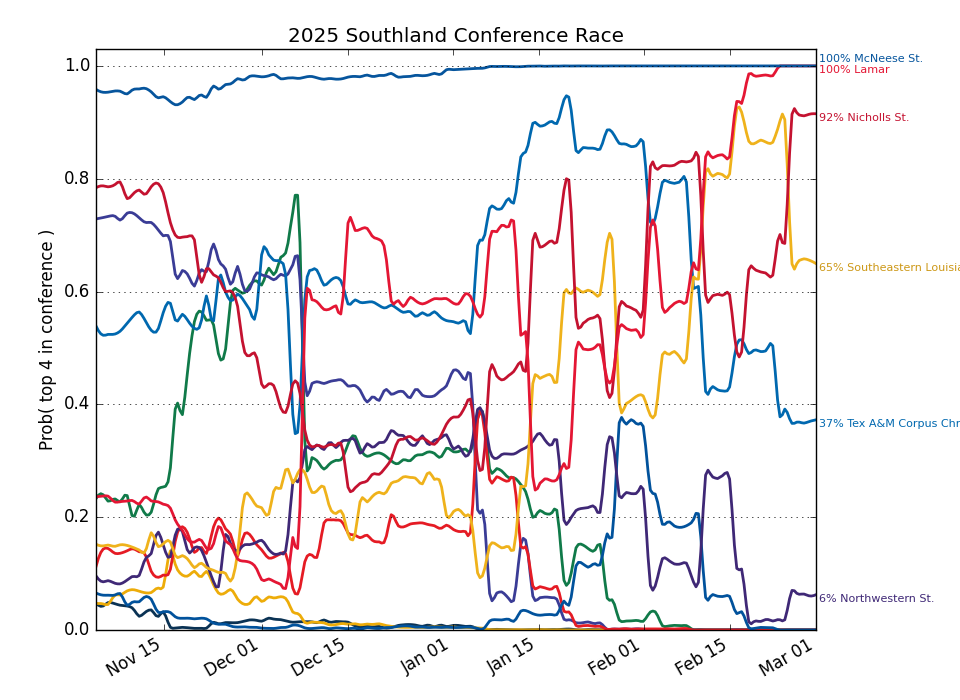 2025 Southland Conference Race
Prob( top 4 in conference )
1.0
0.8
0.6
0.4
0.2
0.0
Nov 15
Dec 01
Dec 15
Jan 01
Jan 15
Feb 01
Feb 15
Mar 01
100% McNeese St.
100% Lamar
92% Nicholls St.
65% Southeastern Louisia
37% Tex A&M Corpus Chr
6% Northwestern St.